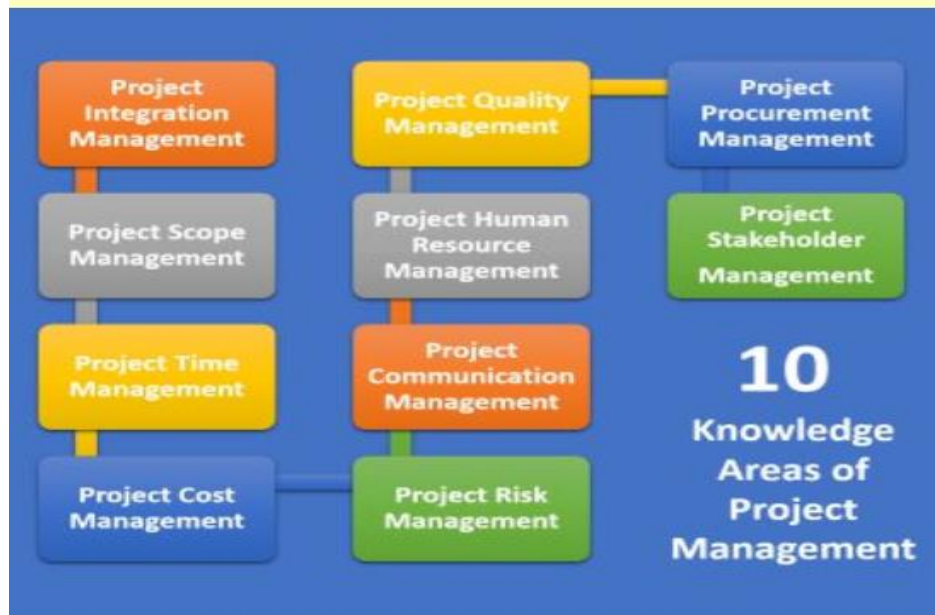 Project
Integration
Management
Project Scope
Management
Project Time
Management
Project Cost
Management
Project Quality
Management
Project Human
Resource
Management
Project
Communication
Management
Project Risk
Management
Project
Procurement
Management
Project
Stakeholder
Management
10
Knowledge
Areas of
Project
Management